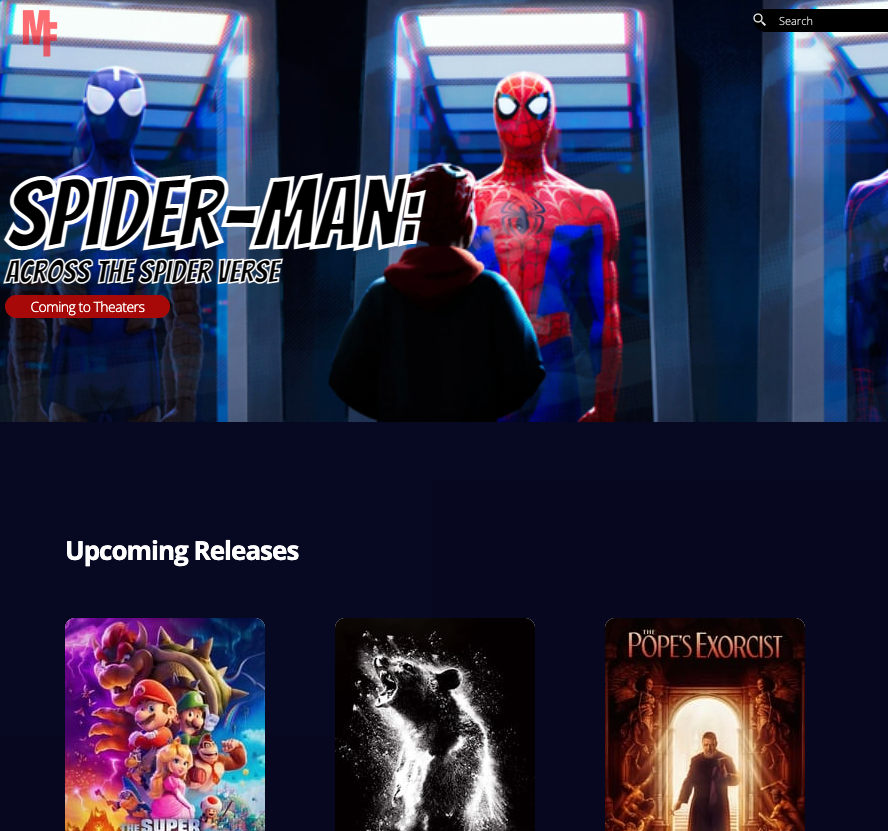 MF
Search
SPIDER-MAN:
ACROSS THE SPIDER VERSE
Coming to Theaters
Upcoming Releases
THE
POPE'S EXORCIST
THE SUPER